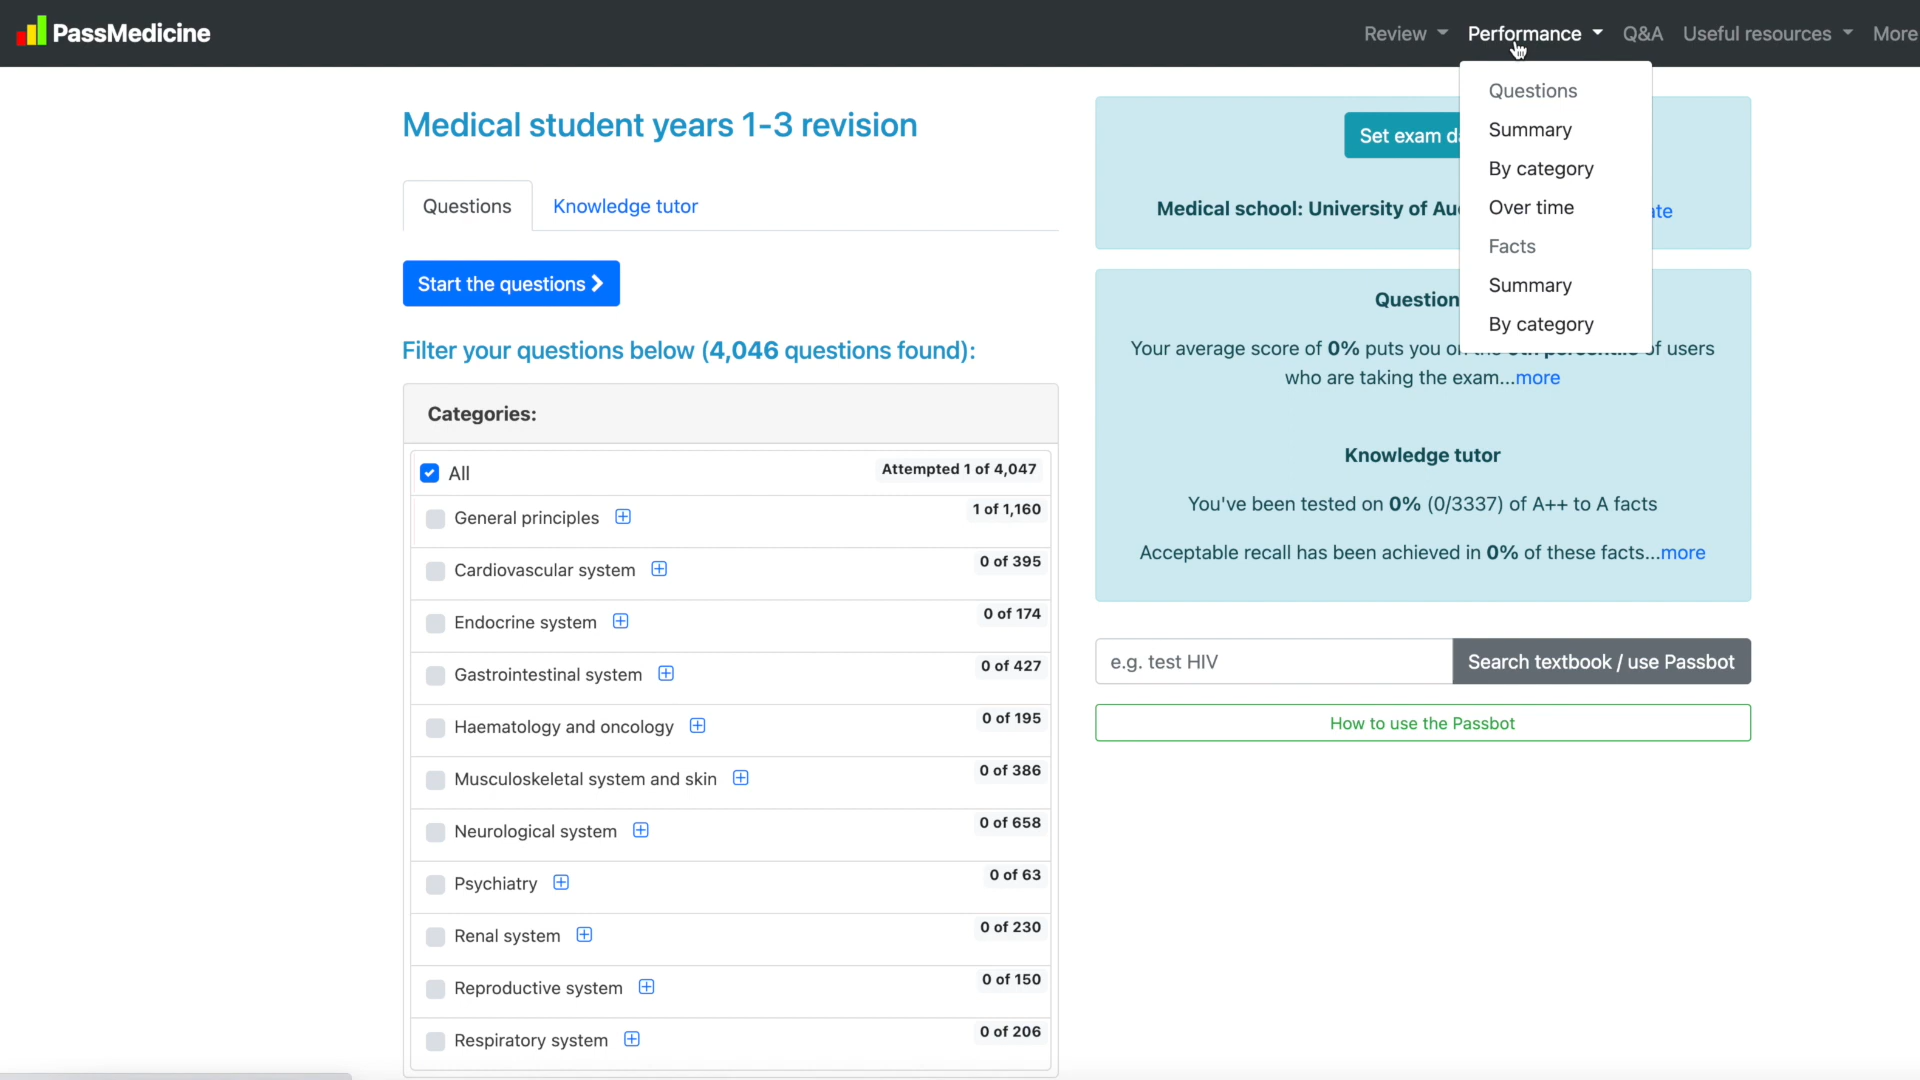 PassMedicine
Review
Performance
Q&A
Useful resources
More
Questions
Summary
By category
Over time
Facts
Summary
By category
Medical student years 1-3 revision
Questions
Knowledge tutor
Start the questions
Filter your questions below (4,046 questions found):
Categories:
All
Attempted 1 of 4,047
General principles
1 of 1,160
Cardiovascular system
0 of 395
Endocrine system
0 of 174
Gastrointestinal system
0 of 427
Haematology and oncology
0 of 195
Musculoskeletal system and skin
0 of 386
Neurological system
0 of 658
Psychiatry
0 of 63
Renal system
0 of 230
Reproductive system
0 of 150
Respiratory system
0 of 206
Set exam
Medical school: University of
Question
Your average score of 0% puts you of users
who are taking the exam...more
Knowledge tutor
You've been tested on 0% (0/3337) of A++ to A facts
Acceptable recall has been achieved in 0% of these facts...more
e.g. test HIV
Search textbook / use Passbot
How to use the Passbot